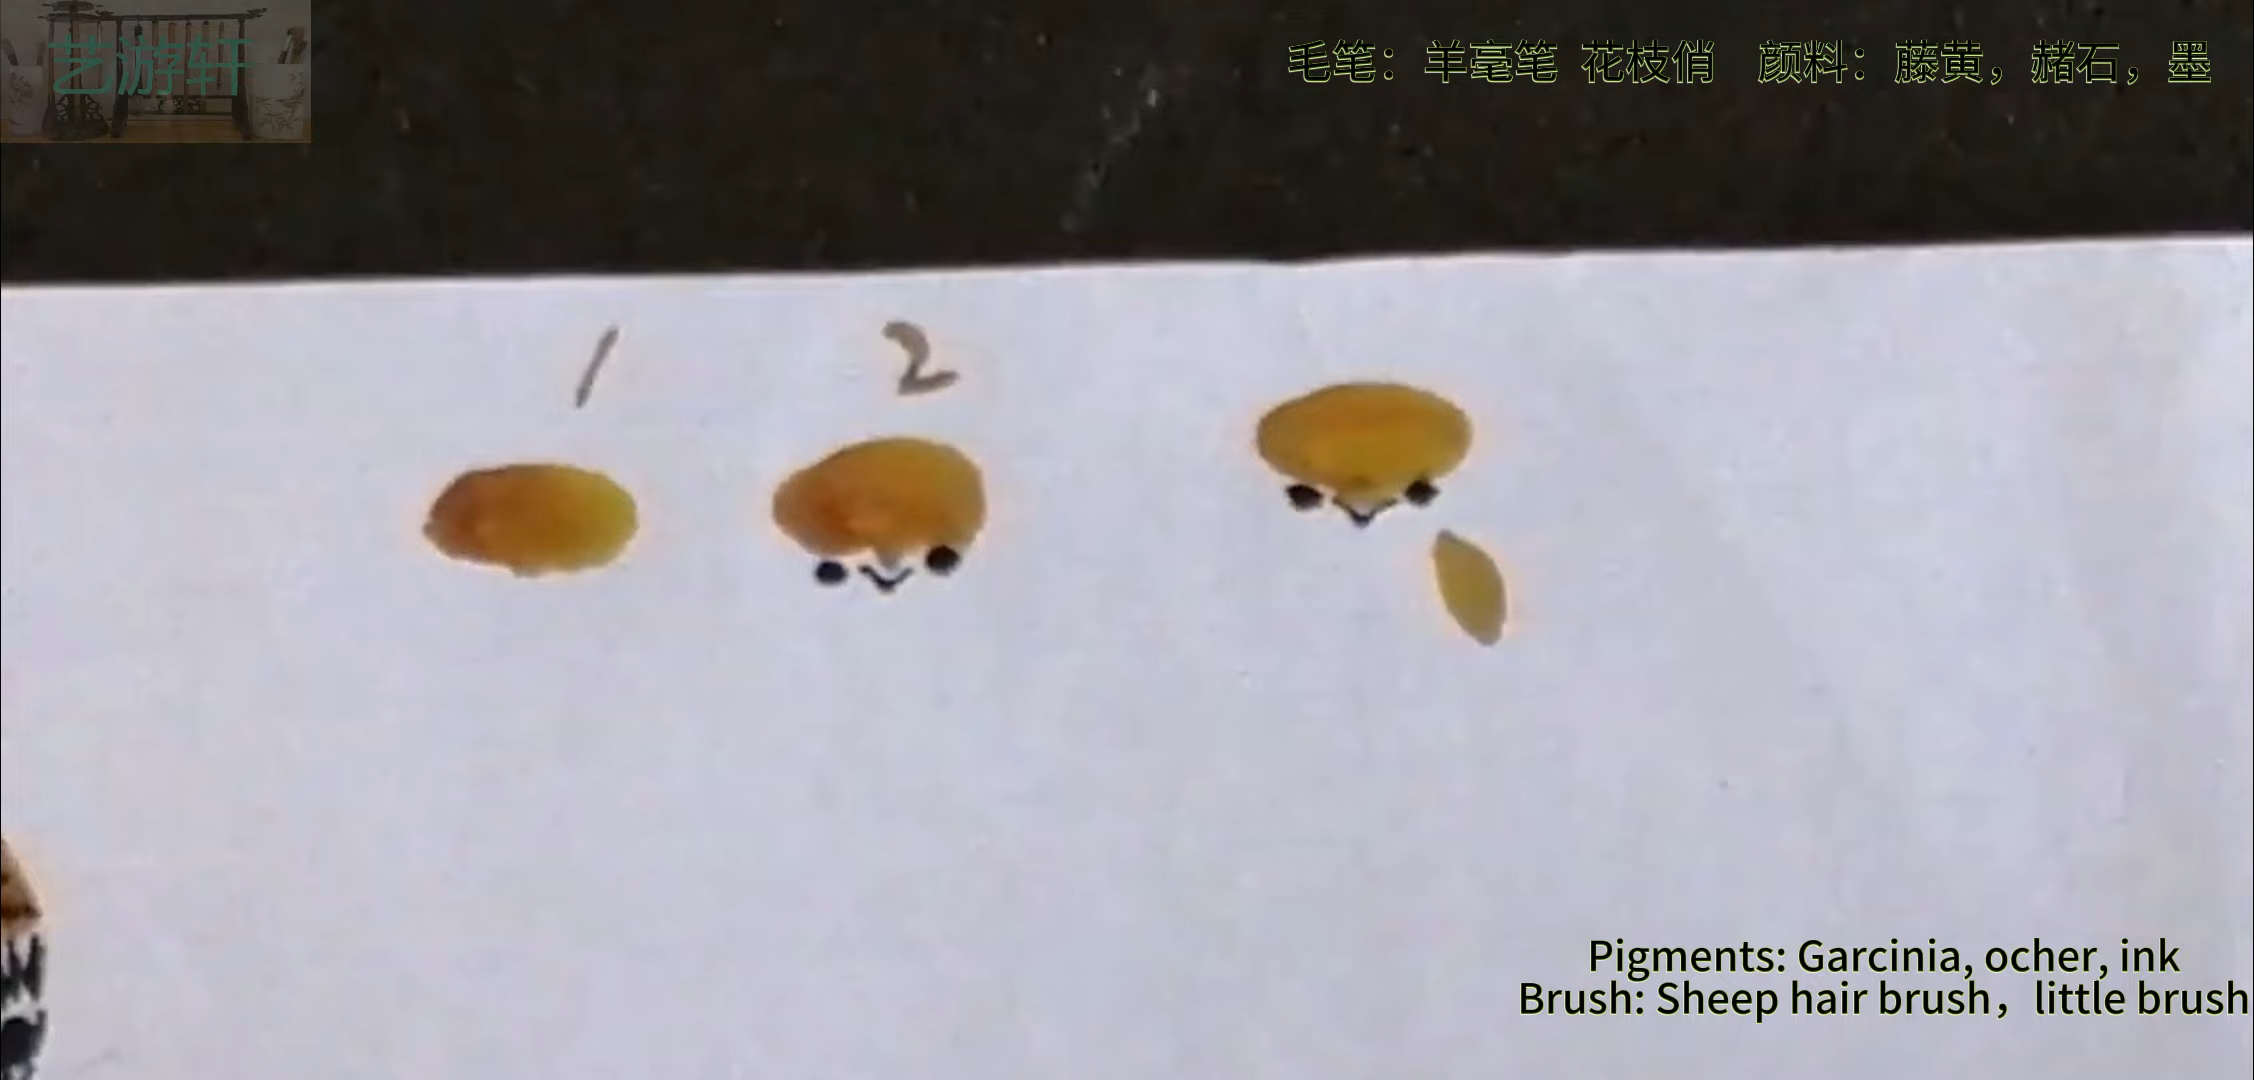 艺游轩
毛笔：羊毫笔 花枝俏 颜料：藤黄，赭石，墨
1 2
Pigments: Garcinia, ocher, ink
Brush: Sheep hair brush，little brush